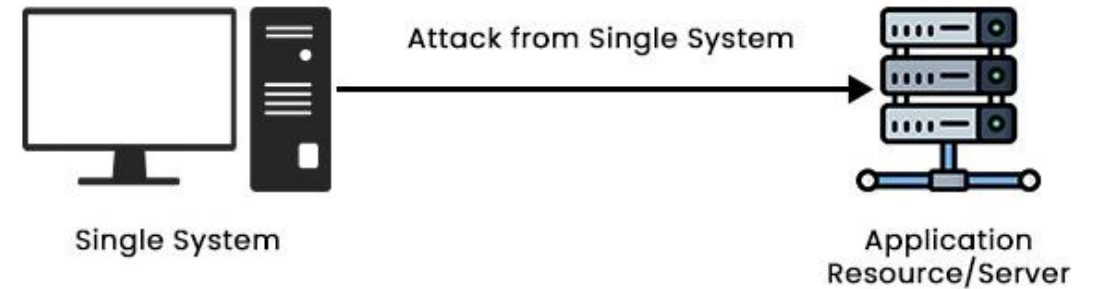 Attack from Single System
Single System
Application
Resource/Server